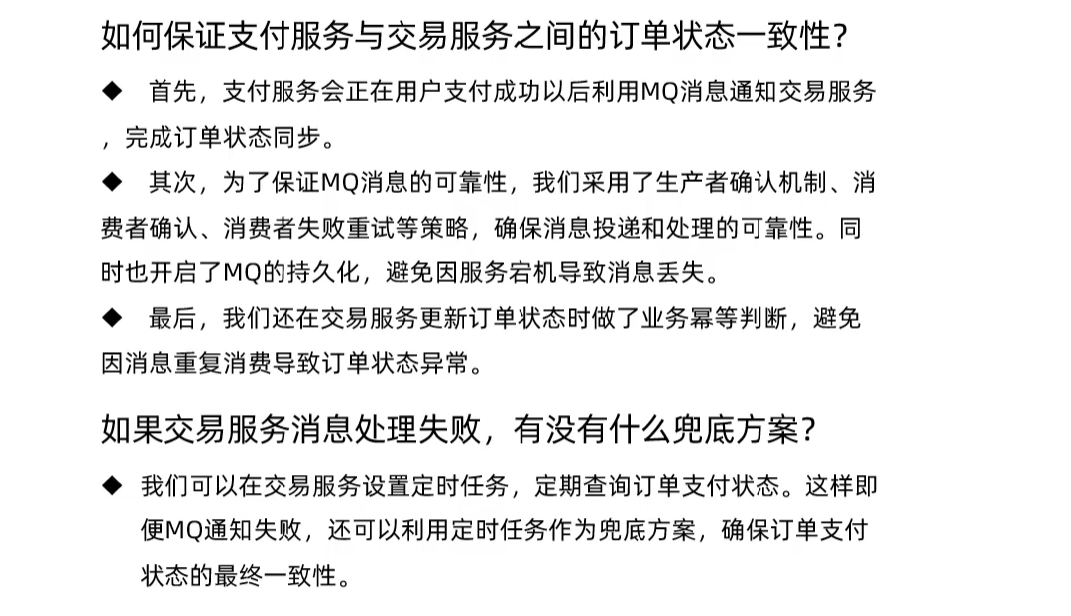 如何保证支付服务与交易服务之间的订单状态一致性？
◆ 首先，支付服务会正在用户支付成功以后利用MQ消息通知交易服务
，完成订单状态同步。
◆ 其次，为了保证MQ消息的可靠性，我们采用了生产者确认机制、消
费者确认、消费者失败重试等策略，确保消息投递和处理的可靠性。同
时也开启了MQ的持久化，避免因服务宕机导致消息丢失。
◆ 最后，我们还在交易服务更新订单状态时做了业务幂等判断，避免
因消息重复消费导致订单状态异常。
如果交易服务消息处理失败，有没有什么兜底方案？
◆ 我们可以在交易服务设置定时任务，定期查询订单支付状态。这样即
便MQ通知失败，还可以利用定时任务作为兜底方案，确保订单支付
状态的最终一致性。